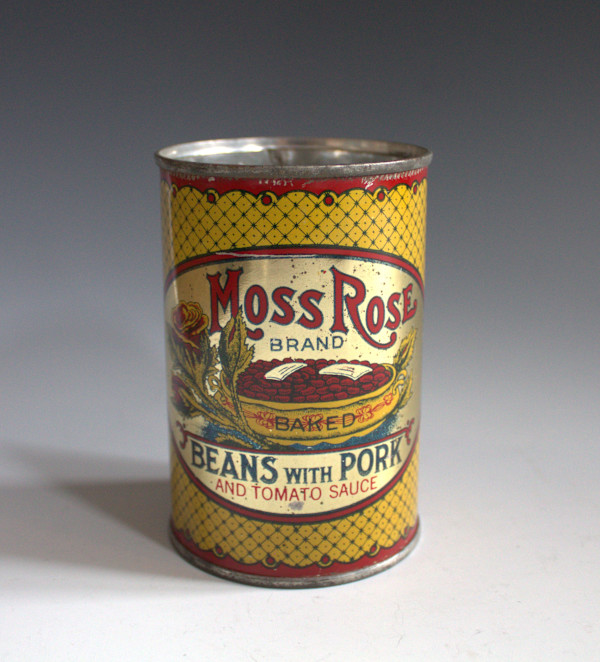 Moss Rose
BRAND
BAKED
BEANS WITH PORK
AND TOMATO SAUCE